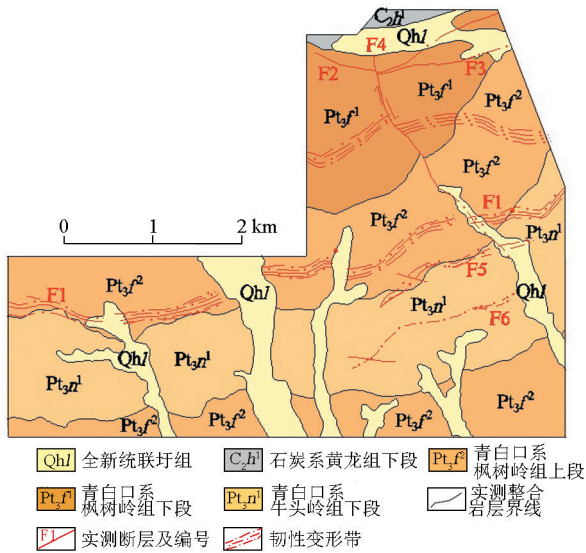 C₂h¹
Qhl
F4
F2
F3
Pt₃f¹
Pt₃f²
Pt₃f¹
Pt₃f²
F1
0 1 2 km
Pt₃f²
Pt₃n¹
Pt₃f²
F5
Qhl
F1
Pt₃n¹
Qhl
F6
Qhl
Pt₃n¹
Pt₃n¹
Pt₃f²
Pt₃f²
Pt₃f²
Qhl 全新统联圩组
C₂h¹ 石炭系黄龙组下段
Pt₃f² 青白口系
枫树岭组上段
Pt₃f¹ 青白口系
枫树岭组下段
Pt₃n¹ 青白口系
牛头岭组下段
实测整合
岩层界线
F1 实测断层及编号
韧性变形带